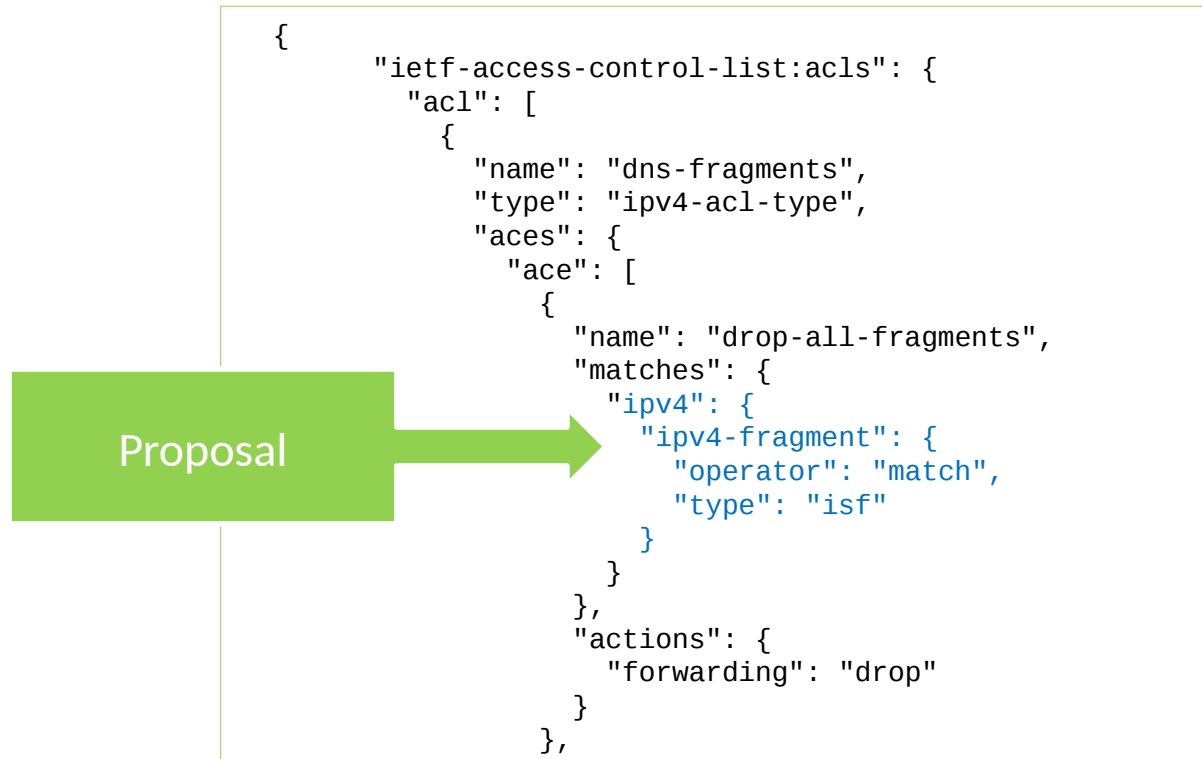 {
"ietf-access-control-list:acls": {
"acl": [
{
"name": "dns-fragments",
"type": "ipv4-acl-type",
"aces": {
"ace": [
{
"name": "drop-all-fragments",
"matches": {
"ipv4": {
"ipv4-fragment": {
"operator": "match",
"type": "isf"
}
}
},
"actions": {
"forwarding": "drop"
}
},
Proposal